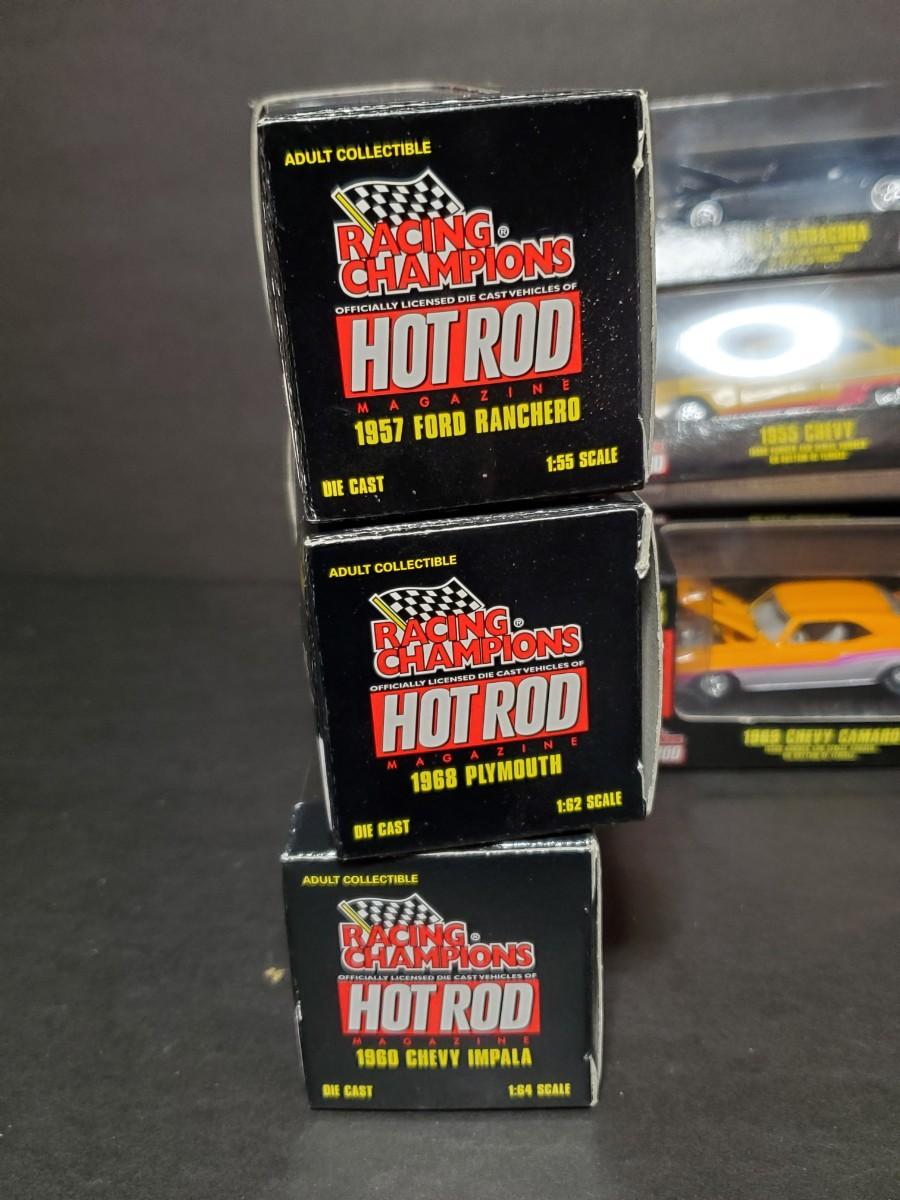 ADULT COLLECTIBLE
RACING®
CHAMPIONS
OFFICIALLY LICENSED DIE CAST VEHICLES OF
HOT ROD
MAGAZINE
1957 FORD RANCHERO
DIE CAST
1:55 SCALE
ADULT COLLECTIBLE
RACING®
CHAMPIONS
OFFICIALLY LICENSED DIE CAST VEHICLES OF
HOT ROD
MAGAZINE
1968 PLYMOUTH
DIE CAST
1:62 SCALE
ADULT COLLECTIBLE
RACING®
CHAMPIONS
OFFICIALLY LICENSED DIE CAST VEHICLES OF
HOT ROD
MAGAZINE
1960 CHEVY IMPALA
DIE CAST
1:64 SCALE
BARRACUDA
1955 CHEVY
1969 CHEVY CAMARO